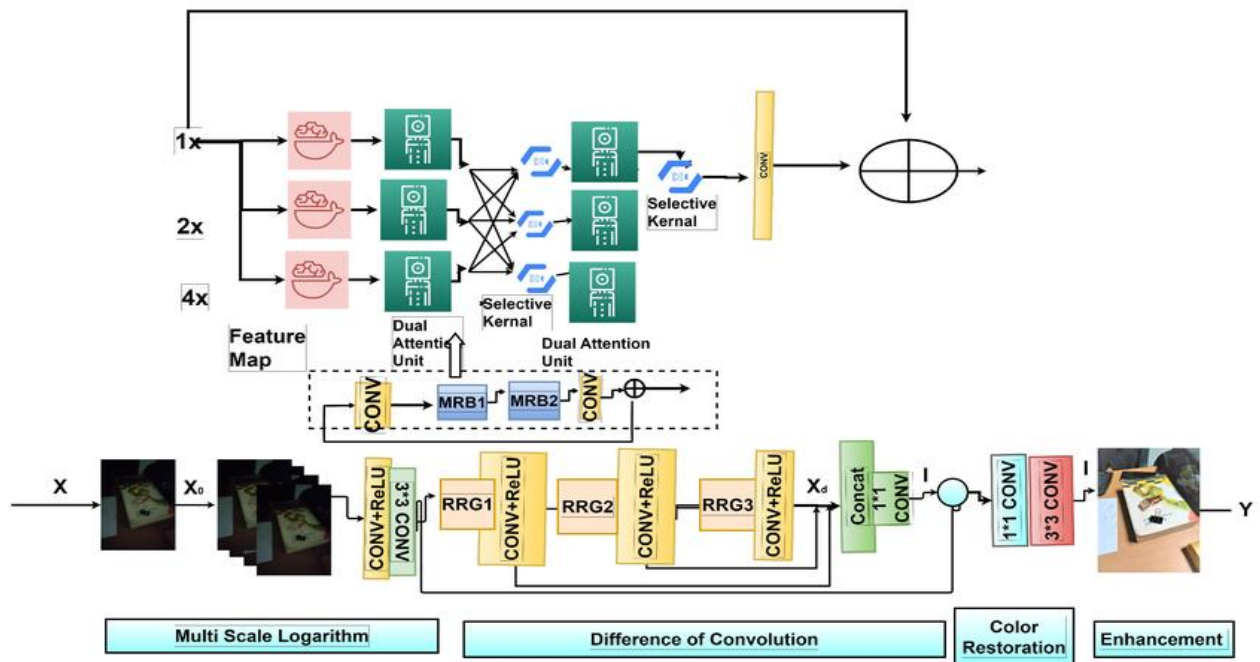 1x
2x
4x
Feature
Map
Dual
Attentic
Unit
Selective
Kernal
Dual Attention
Unit
Selective
Kernal
CONV
CONV
MRB1
MRB2
CONV
X
X₀
CONV+ReLU
3*3 CONV
RRG1
CONV+ReLU
RRG2
CONV+ReLU
RRG3
CONV+ReLU
X_d
Concat
1*1
CONV
I
1*1 CONV
3*3 CONV
I
Y
Multi Scale Logarithm
Difference of Convolution
Color
Restoration
Enhancement